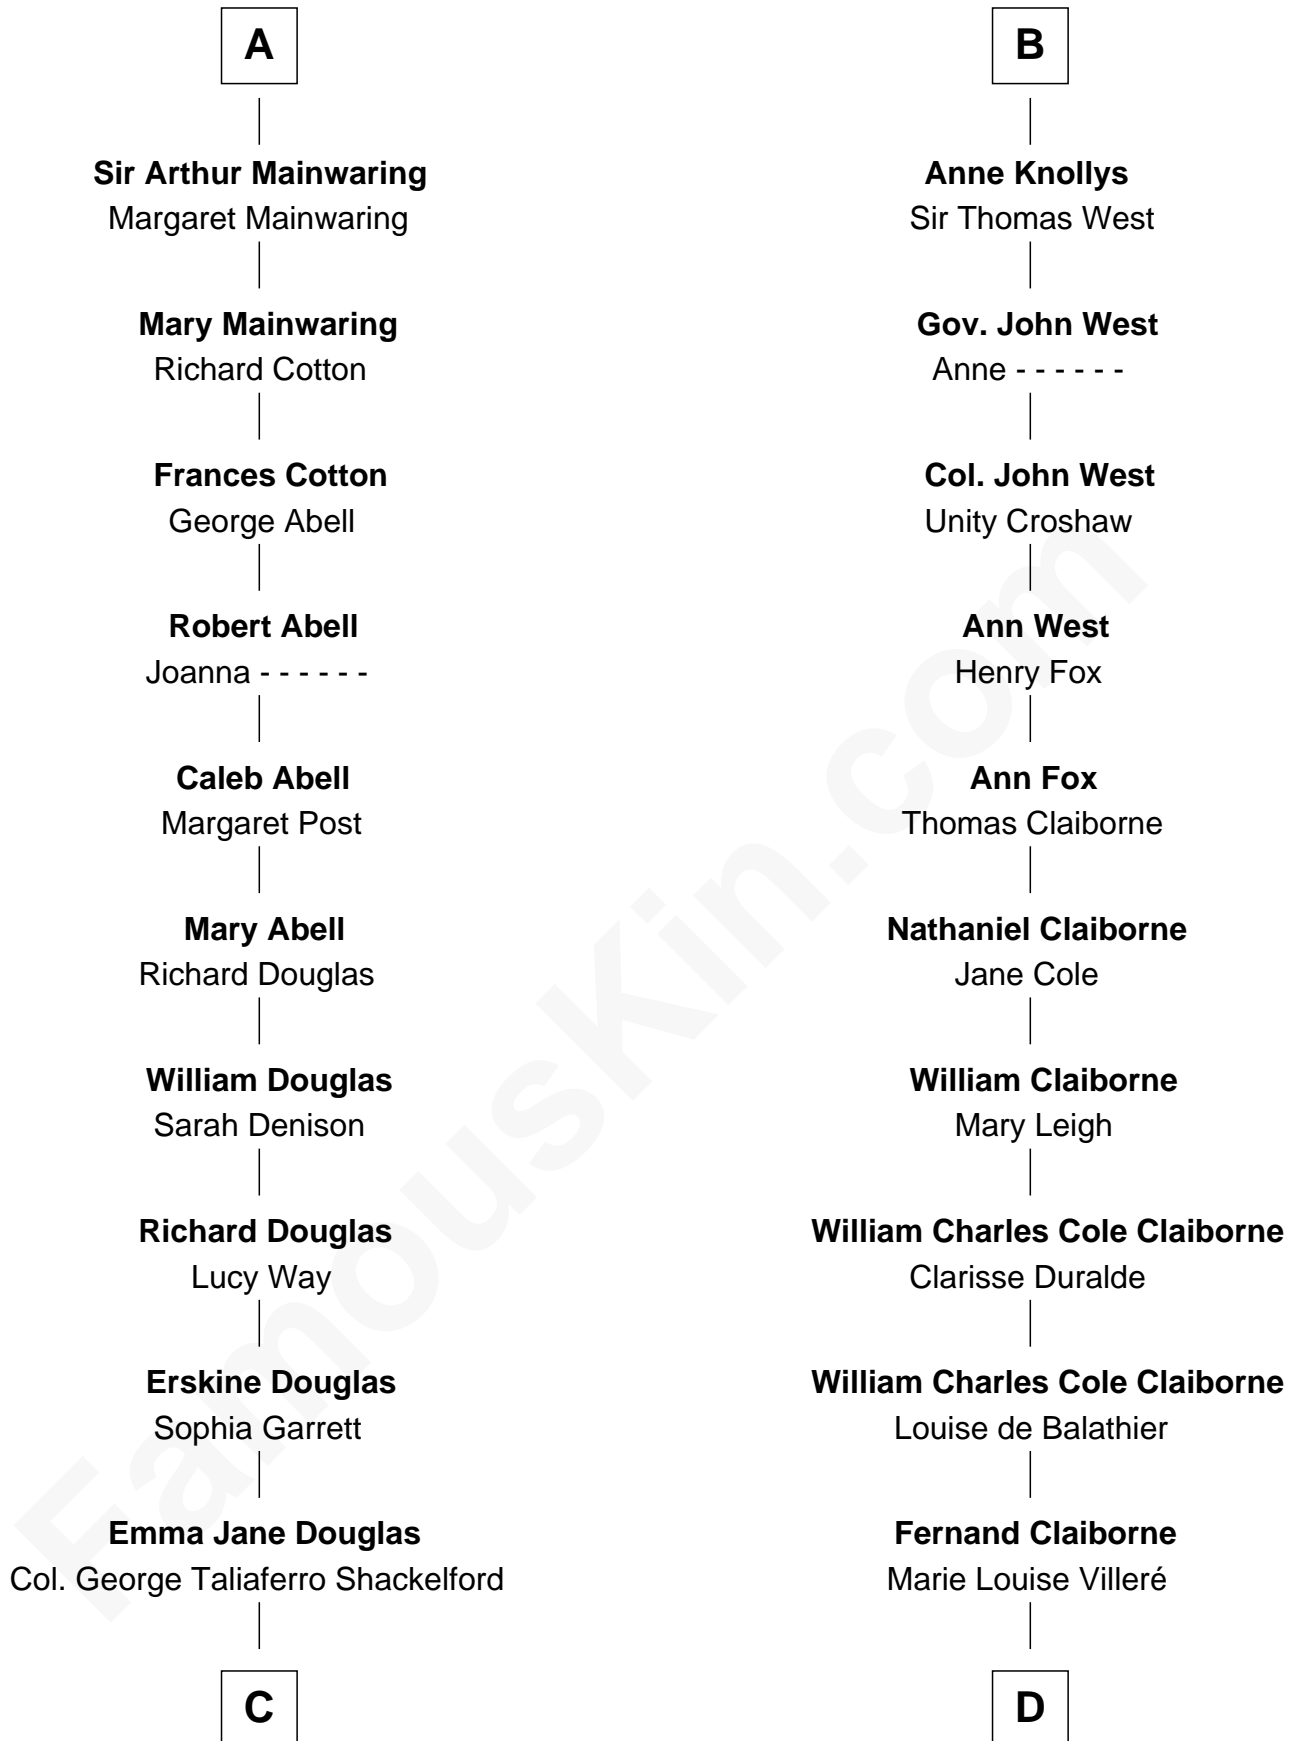 A
Sir Arthur Mainwaring
Margaret Mainwaring
Mary Mainwaring
Richard Cotton
Frances Cotton
George Abell
Robert Abell
Joanna - - - - - -
Caleb Abell
Margaret Post
Mary Abell
Richard Douglas
William Douglas
Sarah Denison
Richard Douglas
Lucy Way
Erskine Douglas
Sophia Garrett
Emma Jane Douglas
Col. George Taliaferro Shackelford
C
B
Anne Knollys
Sir Thomas West
Gov. John West
Anne - - - - - -
Col. John West
Unity Croshaw
Ann West
Henry Fox
Ann Fox
Thomas Claiborne
Nathaniel Claiborne
Jane Cole
William Claiborne
Mary Leigh
William Charles Cole Claiborne
Clarisse Duralde
William Charles Cole Claiborne
Louise de Balathier
Fernand Claiborne
Marie Louise Villeré
D
FamousKin.com